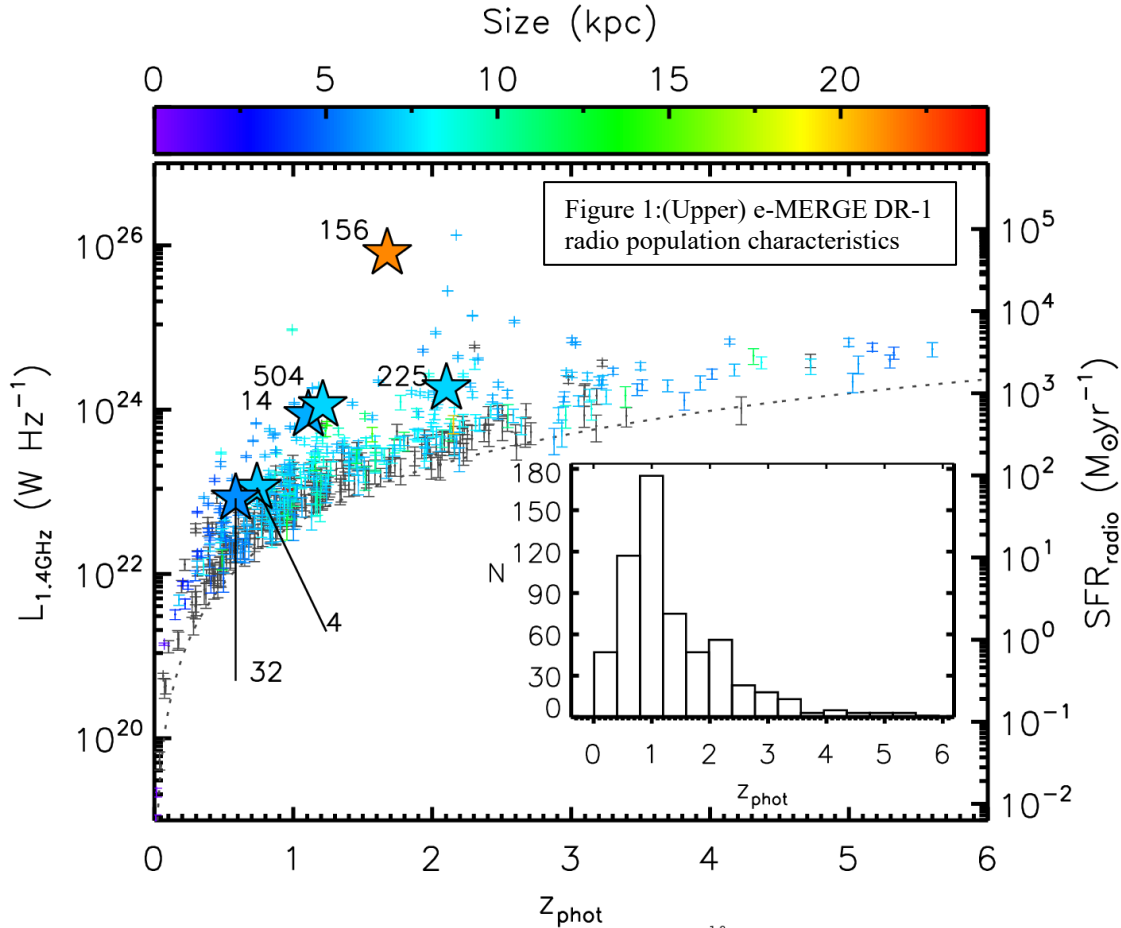 Size (kpc)
0 5 10 15 20
Figure 1:(Upper) e-MERGE DR-1
radio population characteristics
156
504
14
225
4
32
10^26
10^24
10^22
10^20
L_1.4GHz (W Hz^-1)
10^5
10^4
10^3
10^2
10^1
10^0
10^-1
10^-2
SFR_radio (M⊙yr^-1)
180
150
120
90
60
30
0
N
0 1 2 3 4 5 6
z_phot
0 1 2 3 4 5 6
z_phot